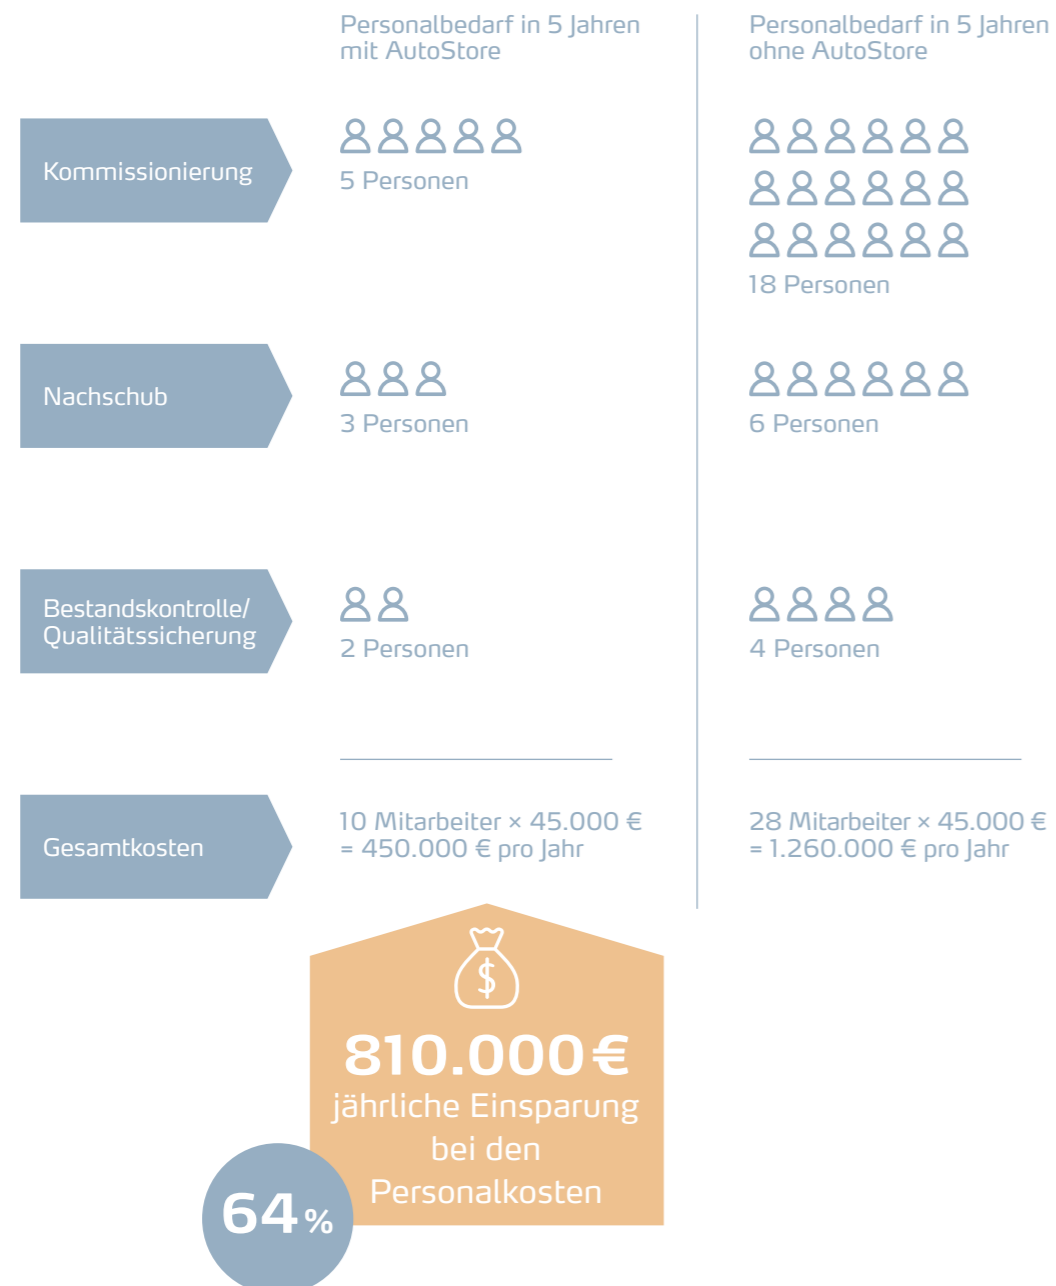 Personalbedarf in 5 Jahren
mit AutoStore
Personalbedarf in 5 Jahren
ohne AutoStore
Kommissionierung
5 Personen
18 Personen
Nachschub
3 Personen
6 Personen
Bestandskontrolle/
Qualitätssicherung
2 Personen
4 Personen
Gesamtkosten
10 Mitarbeiter × 45.000 €
= 450.000 € pro Jahr
28 Mitarbeiter × 45.000 €
= 1.260.000 € pro Jahr
$
810.000 €
jährliche Einsparung
bei den
Personalkosten
64 %